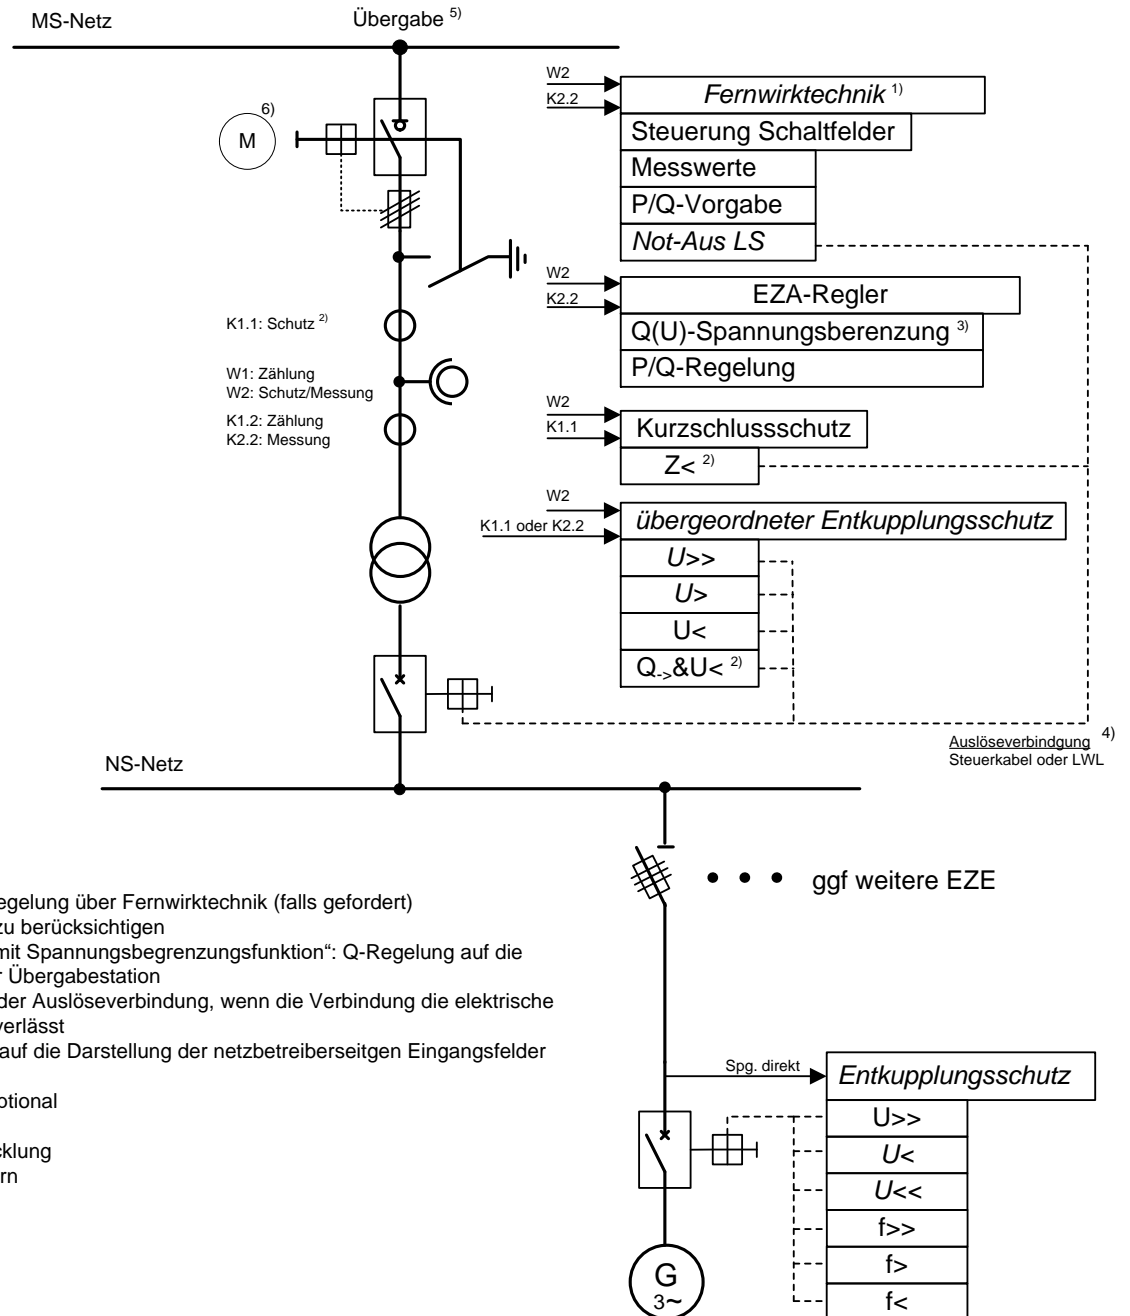 MS-Netz
Übergabe 5)
6)
M
W2
K2.2
Fernwirktechnik 1)
Steuerung Schaltfelder
Messwerte
P/Q-Vorgabe
Not-Aus LS
W2
K2.2
EZA-Regler
Q(U)-Spannungsberenzung 3)
P/Q-Regelung
K1.1: Schutz 2)
W1: Zählung
W2: Schutz/Messung
K1.2: Zählung
K2.2: Messung
W2
K1.1
Kurzschlussschutz
Z< 2)
W2
K1.1 oder K2.2
übergeordneter Entkupplungsschutz
U>>
U>
U<
Q->&U< 2)
Auslöseverbindgung 4)
Steuerkabel oder LWL
NS-Netz
ggf weitere EZE
egelung über Fernwirktechnik (falls gefordert)
zu berücksichtigen
mit Spannungsbegrenzungsfunktion“: Q-Regelung auf die
r Übergabestation
der Auslöseverbindung, wenn die Verbindung die elektrische
verlässt
auf die Darstellung der netzbetreiberseitgen Eingangsfelder
ptional
cklung
rn
Spg. direkt
Entkupplungsschutz
U>>
U<
U<<
f>>
f>
f<
G
3~